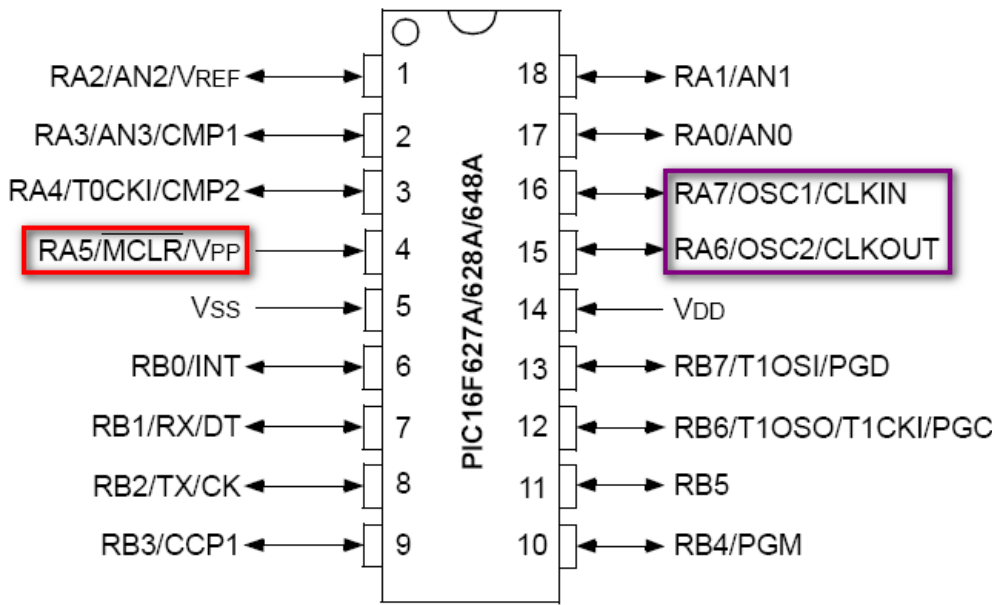 RA2/AN2/VREF 1 18 RA1/AN1
RA3/AN3/CMP1 2 17 RA0/AN0
RA4/T0CKI/CMP2 3 16 RA7/OSC1/CLKIN
RA5/MCLR/VPP 4 15 RA6/OSC2/CLKOUT
VSS 5 14 VDD
RB0/INT 6 13 RB7/T1OSI/PGD
RB1/RX/DT 7 12 RB6/T1OSO/T1CKI/PGC
RB2/TX/CK 8 11 RB5
RB3/CCP1 9 10 RB4/PGM
PIC16F627A/628A/648A